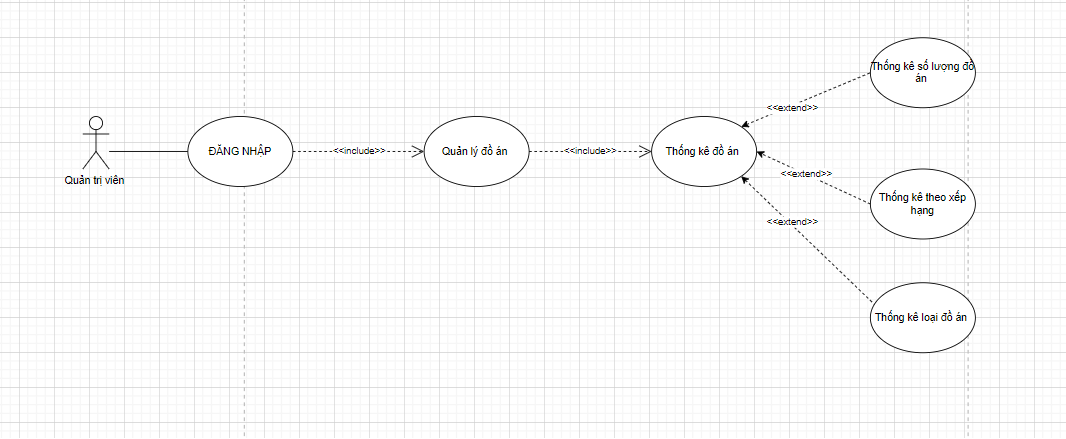 Quản trị viên
ĐĂNG NHẬP
<<include>>
Quản lý đồ án
<<include>>
Thống kê đồ án
<<extend>>
<<extend>>
<<extend>>
Thống kê số lượng đồ
án
Thống kê theo xếp
hạng
Thống kê loại đồ án